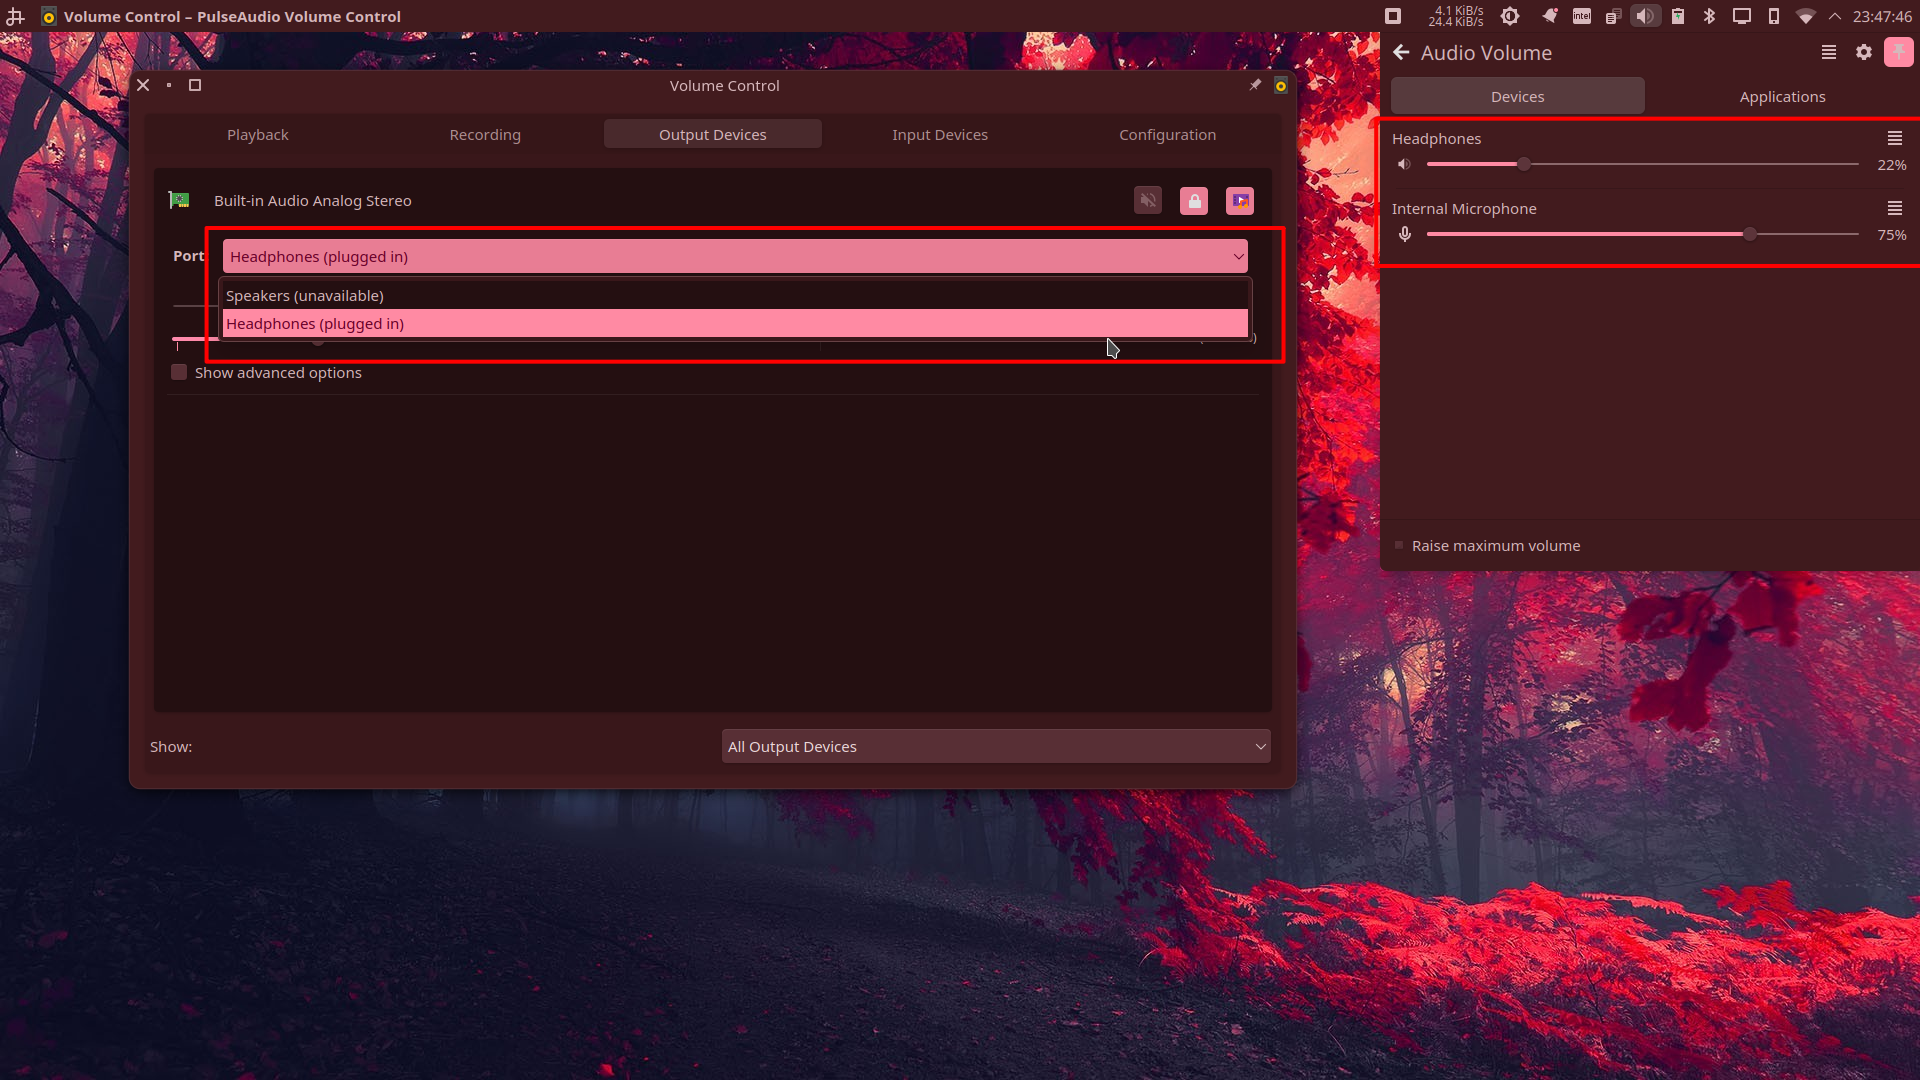 Volume Control – PulseAudio Volume Control
4.1 KiB/s
24.4 KiB/s
intel
23:47:46
Volume Control
Playback
Recording
Output Devices
Input Devices
Configuration
Built-in Audio Analog Stereo
Port
Headphones (plugged in)
Speakers (unavailable)
Headphones (plugged in)
Show advanced options
Show:
All Output Devices
Audio Volume
Devices
Applications
Headphones
22%
Internal Microphone
75%
Raise maximum volume